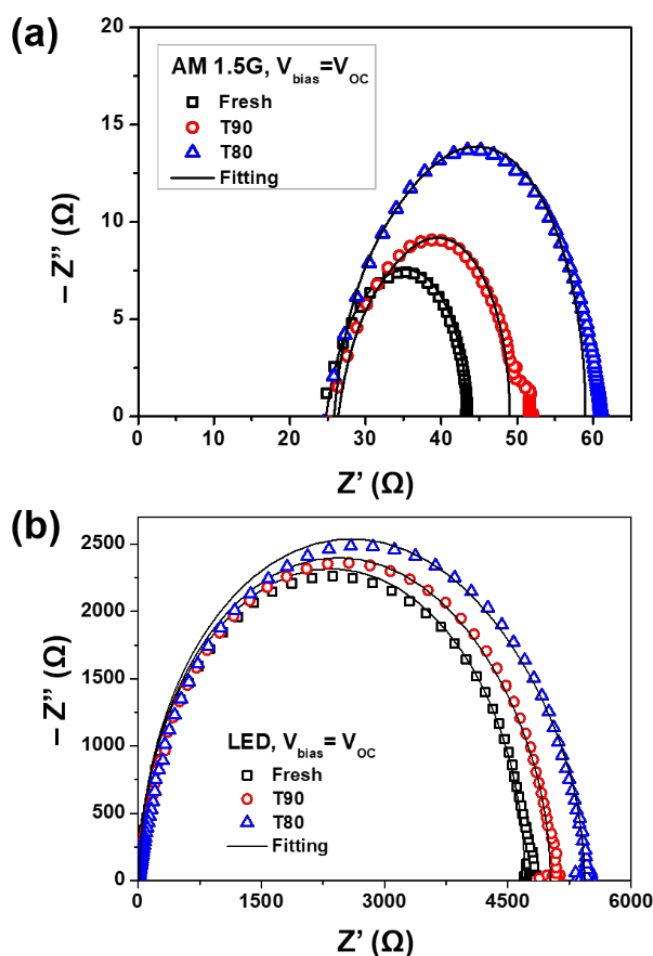 (a)
20
15
10
5
0
– Z" (Ω)
AM 1.5G, Vbias=VOC
Fresh
T90
T80
Fitting
0 10 20 30 40 50 60
Z' (Ω)
(b)
2500
2000
1500
1000
500
0
– Z" (Ω)
LED, Vbias= VOC
Fresh
T90
T80
Fitting
0 1500 3000 4500 6000
Z' (Ω)